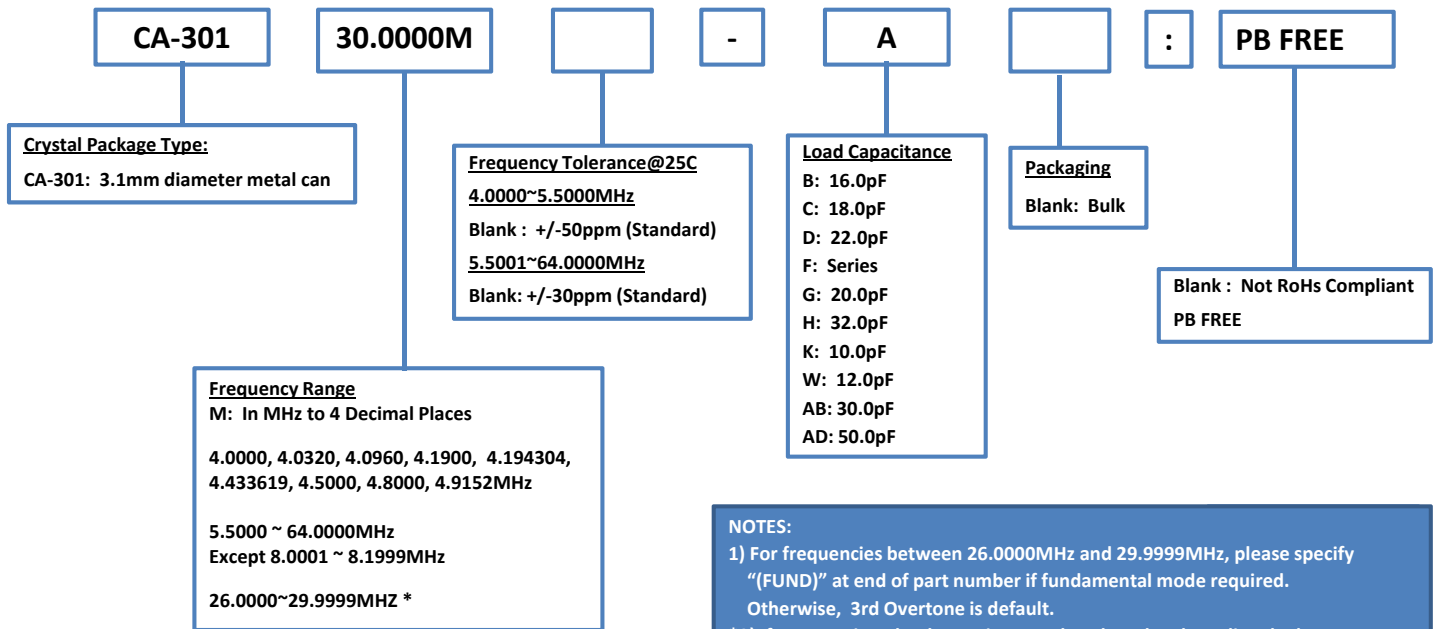 CA-301 30.0000M - A : PB FREE
Crystal Package Type:
CA-301: 3.1mm diameter metal can
Frequency Tolerance@25C
4.0000~5.5000MHz
Blank : +/-50ppm (Standard)
5.5001~64.0000MHz
Blank: +/-30ppm (Standard)
Load Capacitance
B: 16.0pF
C: 18.0pF
D: 22.0pF
F: Series
G: 20.0pF
H: 32.0pF
K: 10.0pF
W: 12.0pF
AB: 30.0pF
AD: 50.0pF
Packaging
Blank: Bulk
Blank : Not RoHs Compliant
PB FREE
Frequency Range
M: In MHz to 4 Decimal Places
4.0000, 4.0320, 4.0960, 4.1900, 4.194304,
4.433619, 4.5000, 4.8000, 4.9152MHz
5.5000 ~ 64.0000MHz
Except 8.0001 ~ 8.1999MHz
26.0000~29.9999MHZ *
NOTES:
1) For frequencies between 26.0000MHz and 29.9999MHz, please specify
“(FUND)” at end of part number if fundamental mode required.
Otherwise, 3rd Overtone is default.